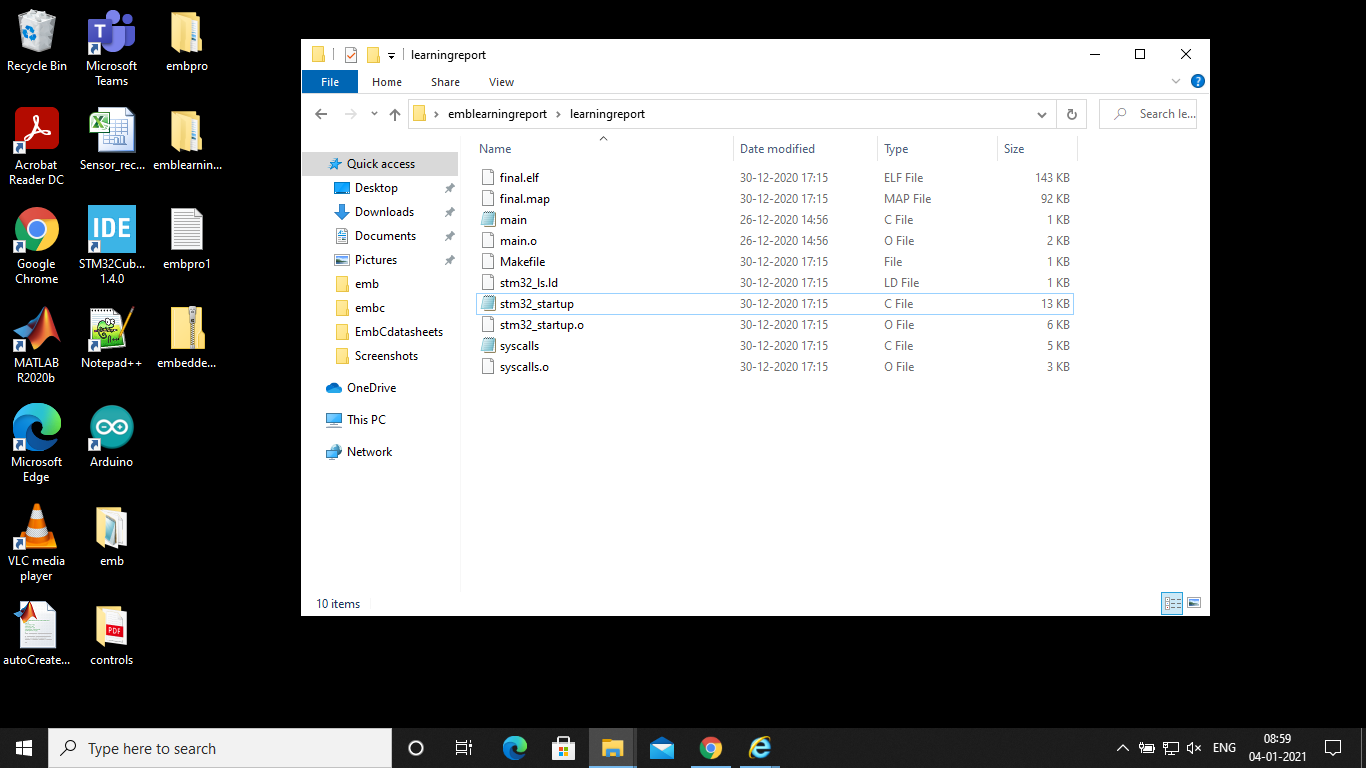 Recycle Bin
Microsoft
Teams
embpro
Acrobat
Reader DC
Sensor_rec...
emblearnin...
Google
Chrome
STM32Cub...
1.4.0
embpro1
IDE
MATLAB
R2020b
Notepad++
embedde...
Microsoft
Edge
Arduino
VLC media
player
emb
autoCreate...
controls
PDF
learningreport
File
Home
Share
View
emblearningreport
learningreport
Search le...
Name
Date modified
Type
Size
Quick access
Desktop
Downloads
Documents
Pictures
emb
embc
EmbCdatasheets
Screenshots
OneDrive
This PC
Network
final.elf 30-12-2020 17:15 ELF File 143 KB
final.map 30-12-2020 17:15 MAP File 92 KB
main 26-12-2020 14:56 C File 1 KB
main.o 26-12-2020 14:56 O File 2 KB
Makefile 30-12-2020 17:15 File 1 KB
stm32_ls.ld 30-12-2020 17:15 LD File 1 KB
stm32_startup 30-12-2020 17:15 C File 13 KB
stm32_startup.o 30-12-2020 17:15 O File 6 KB
syscalls 30-12-2020 17:15 C File 5 KB
syscalls.o 30-12-2020 17:15 O File 3 KB
10 items
Type here to search
ENG
08:59
04-01-2021